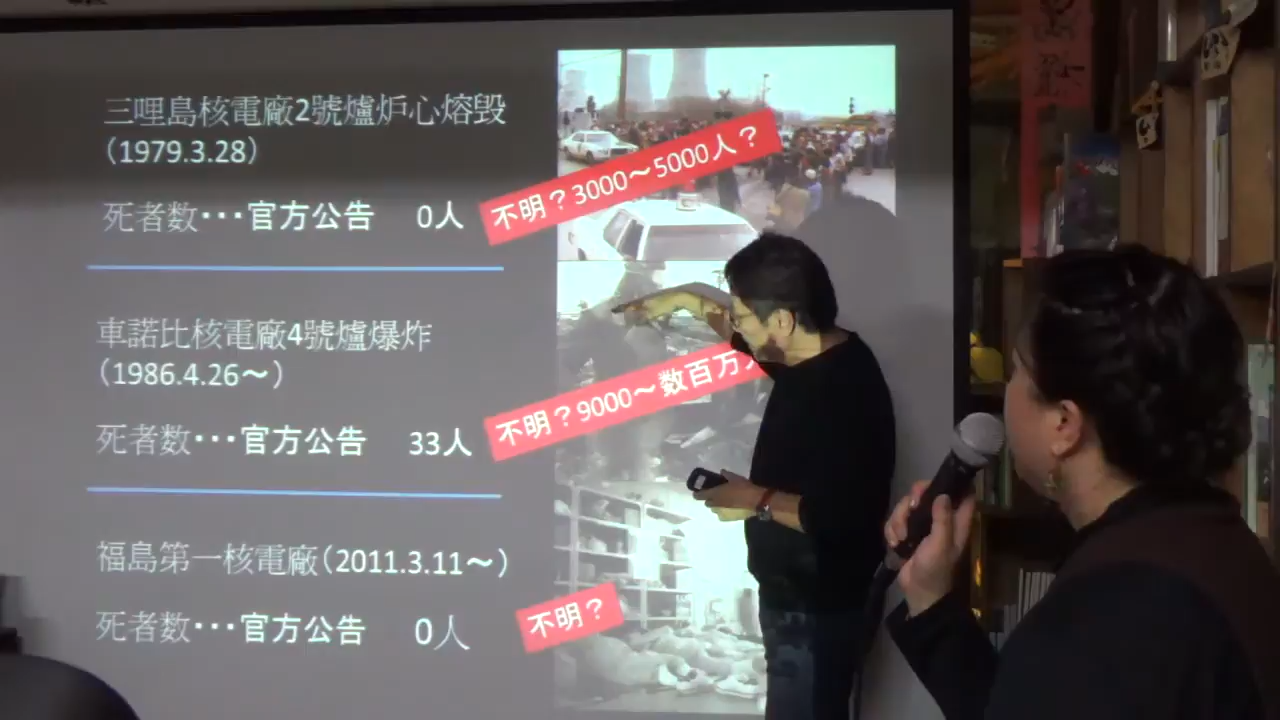 三哩島核電廠2號爐炉心熔毀
(1979.3.28)
死者数･･･官方公告 0人
不明？3000～5000人？
車諾比核電廠4號爐爆炸
(1986.4.26～)
死者数･･･官方公告 33人
不明？9000～数百万
福島第一核電廠(2011.3.11～)
死者数･･･官方公告 0人
不明？